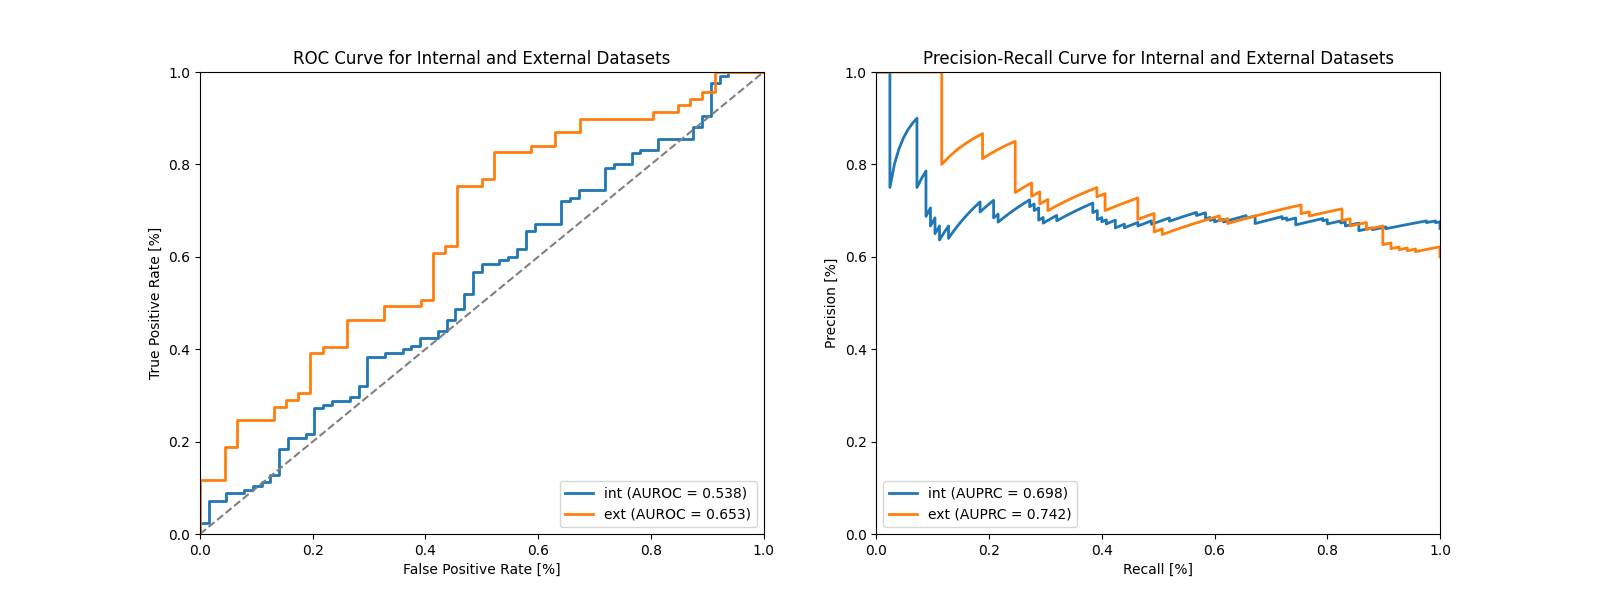 ROC Curve for Internal and External Datasets
1.0
0.8
0.6
0.4
0.2
0.0
True Positive Rate [%]
0.0 0.2 0.4 0.6 0.8 1.0
False Positive Rate [%]
int (AUROC = 0.538)
ext (AUROC = 0.653)
Precision-Recall Curve for Internal and External Datasets
1.0
0.8
0.6
0.4
0.2
0.0
Precision [%]
0.0 0.2 0.4 0.6 0.8 1.0
Recall [%]
int (AUPRC = 0.698)
ext (AUPRC = 0.742)